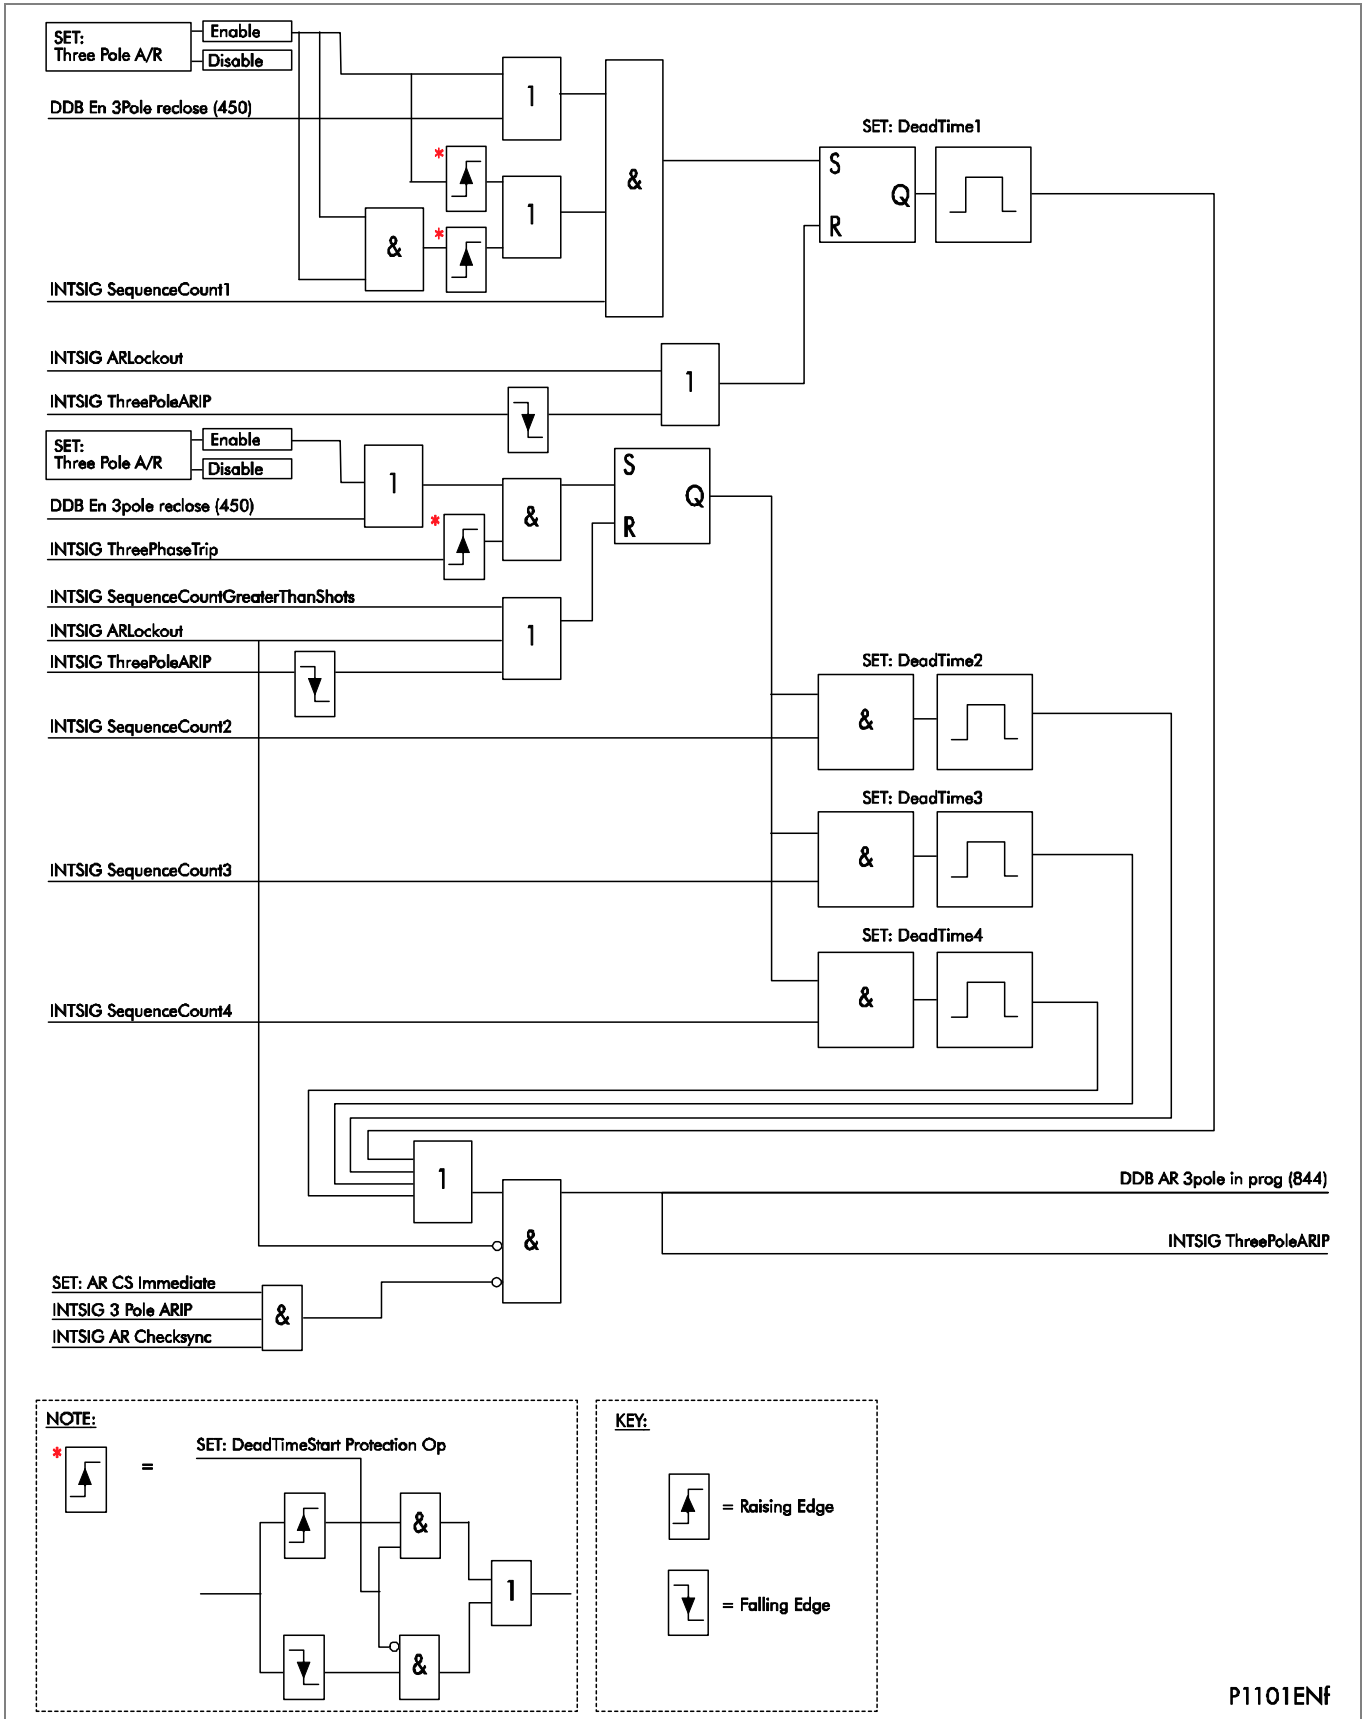 SET:
Three Pole A/R
Enable
Disable
DDB En 3Pole reclose (450)
1
*
1
*
&
&
INTSIG SequenceCount1
SET: DeadTime1
S
Q
R
INTSIG ARLockout
1
INTSIG ThreePoleARIP
SET:
Three Pole A/R
Enable
Disable
1
DDB En 3pole reclose (450)
*
&
INTSIG ThreePhaseTrip
S
Q
R
INTSIG SequenceCountGreaterThanShots
INTSIG ARLockout
1
INTSIG ThreePoleARIP
SET: DeadTime2
&
INTSIG SequenceCount2
SET: DeadTime3
&
INTSIG SequenceCount3
SET: DeadTime4
&
INTSIG SequenceCount4
1
DDB AR 3pole in prog (844)
&
INTSIG ThreePoleARIP
SET: AR CS Immediate
INTSIG 3 Pole ARIP
&
INTSIG AR Checksync
NOTE:
*
=
SET: DeadTimeStart Protection Op
&
1
&
KEY:
= Raising Edge
= Falling Edge
P1101ENf